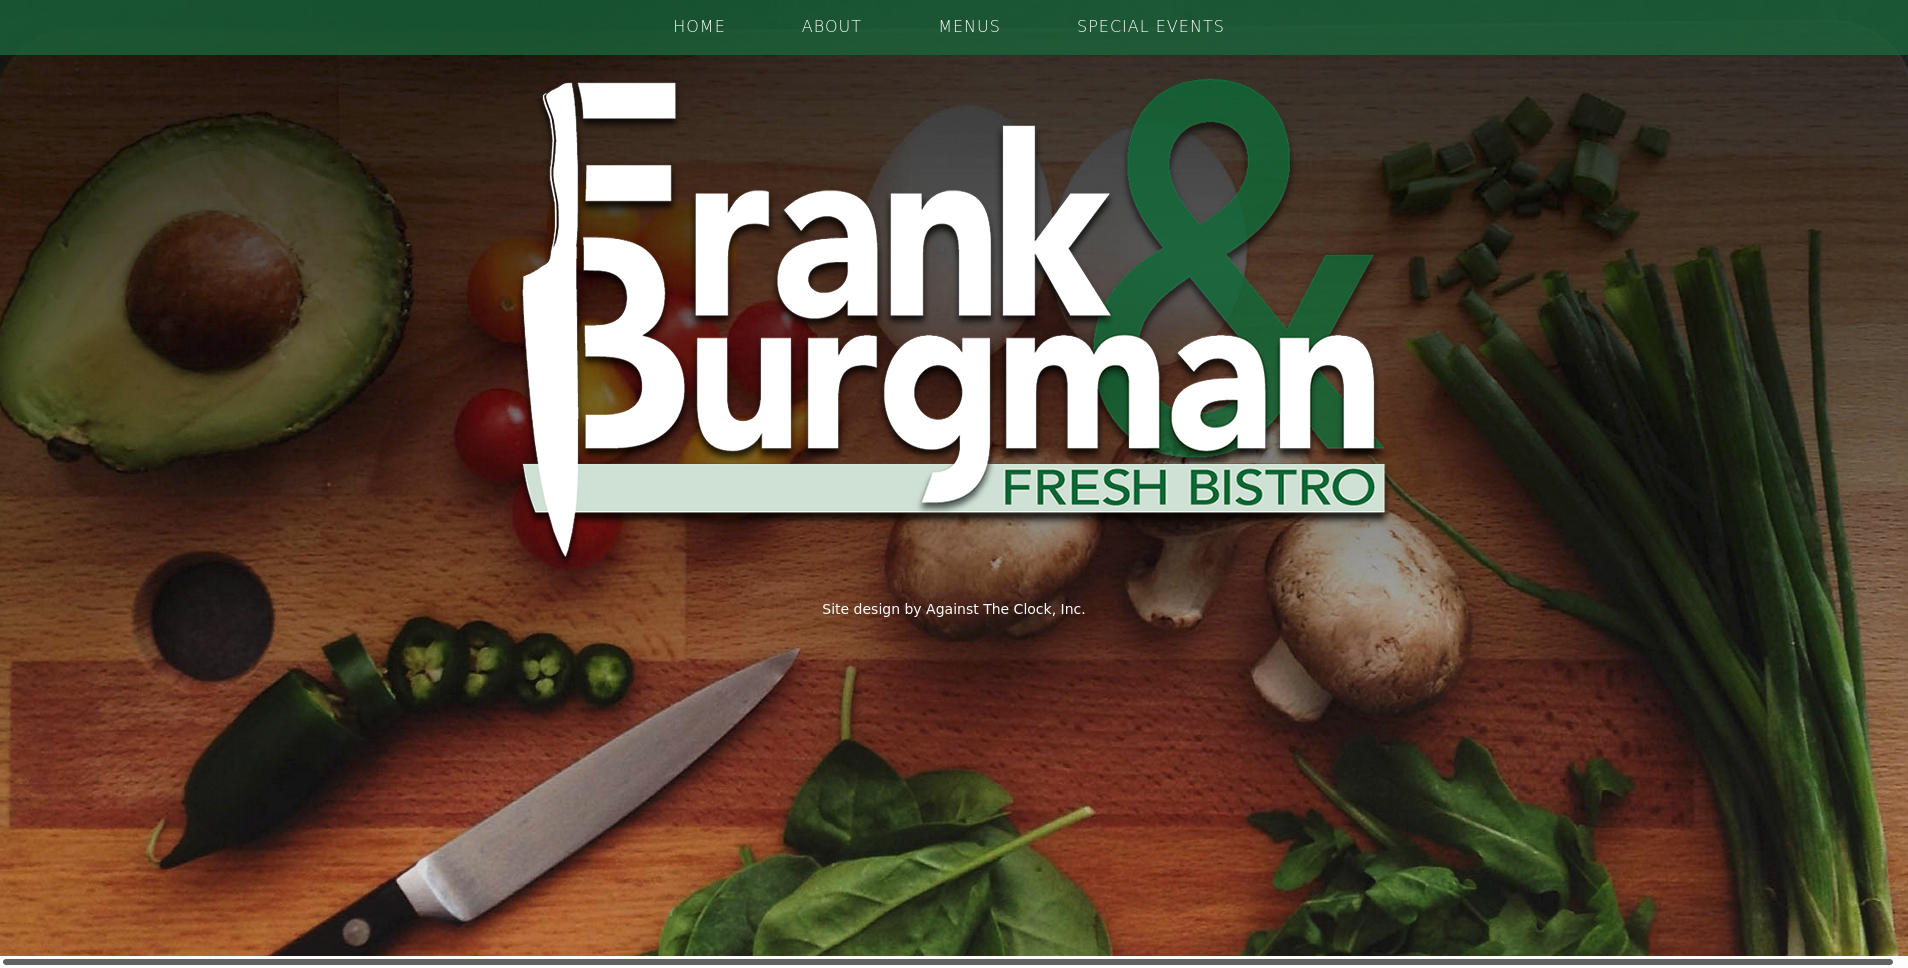 HOME ABOUT MENUS SPECIAL EVENTS
Frank &
Burgman
FRESH BISTRO
Site design by Against The Clock, Inc.